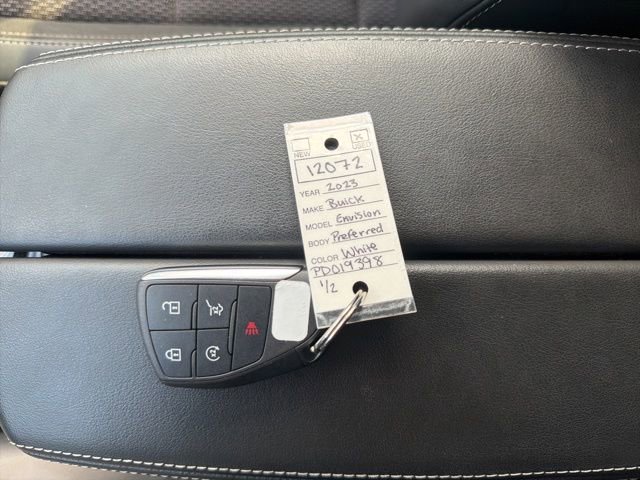 NEW X USED
12072
YEAR 2023
MAKE Buick
MODEL Envision
BODY Preferred
COLOR White
PD019398
1/2